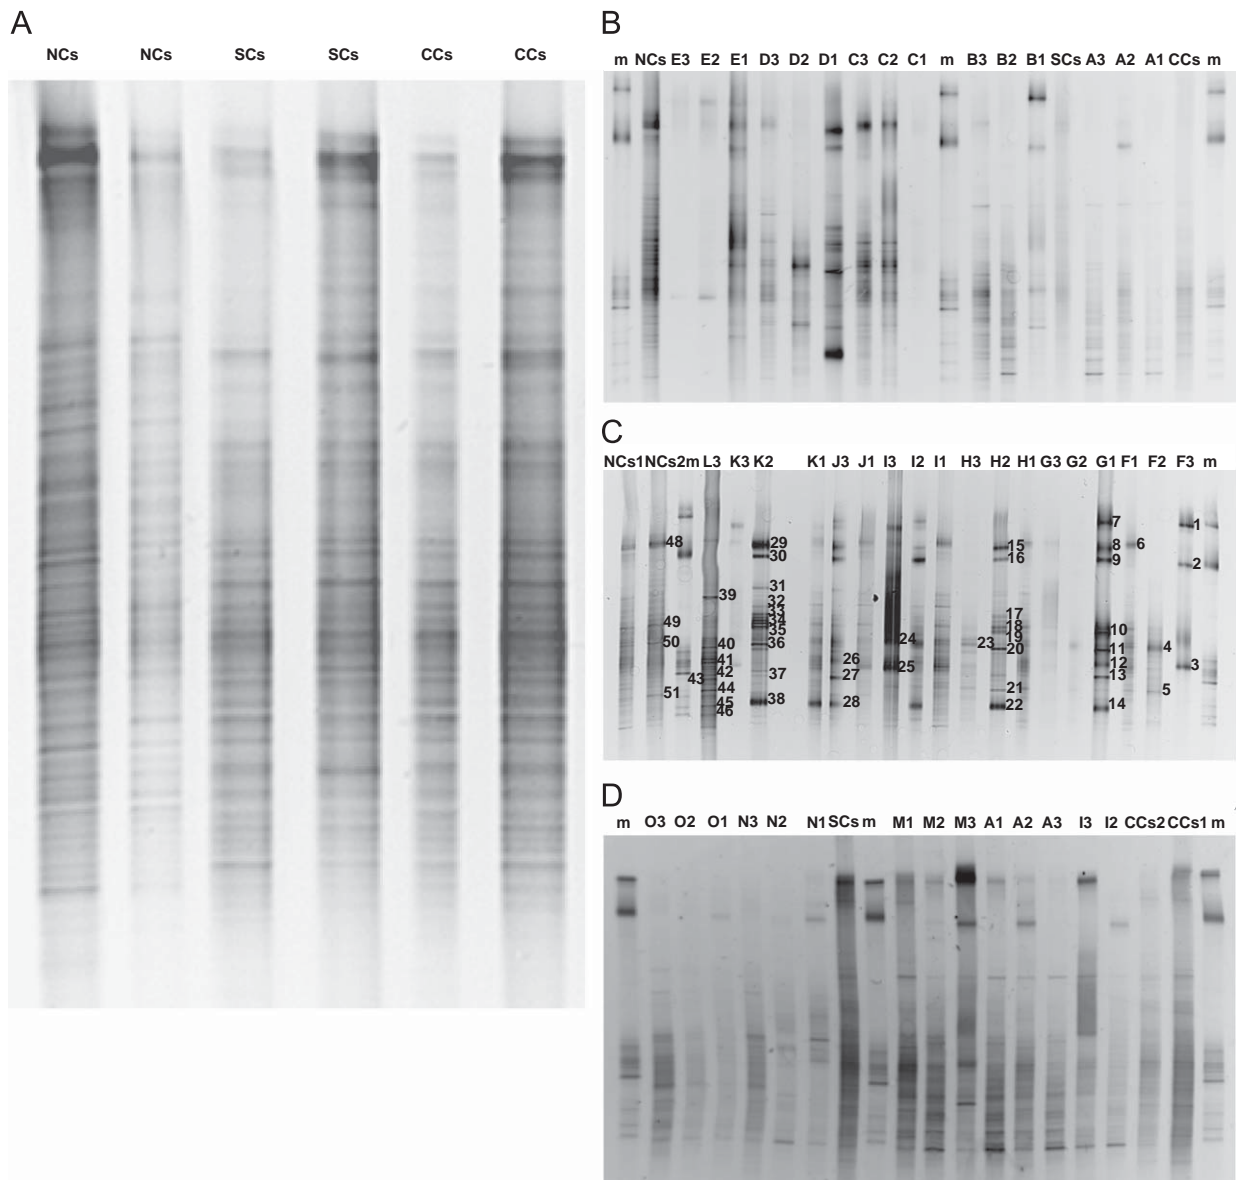 A
NCs NCs SCs SCs CCs CCs
B
m NCs E3 E2 E1 D3 D2 D1 C3 C2 C1 m B3 B2 B1 SCs A3 A2 A1 CCs m
C
NCs1 NCs2 m L3 K3 K2 K1 J3 J1 I3 I2 I1 H3 H2 H1 G3 G2 G1 F1 F2 F3 m
7 1
48 29 15 8 6
30 16 9 2
31
39 32
33 17
49 34 18 10
35 19
50 40 36 24 23 20 11 4
41 26 25 12 3
42 43 37 27 13
51 44 21 5
45 38 28 22 14
46
D
m O3 O2 O1 N3 N2 N1 SCs m M1 M2 M3 A1 A2 A3 I3 I2 CCs2 CCs1 m